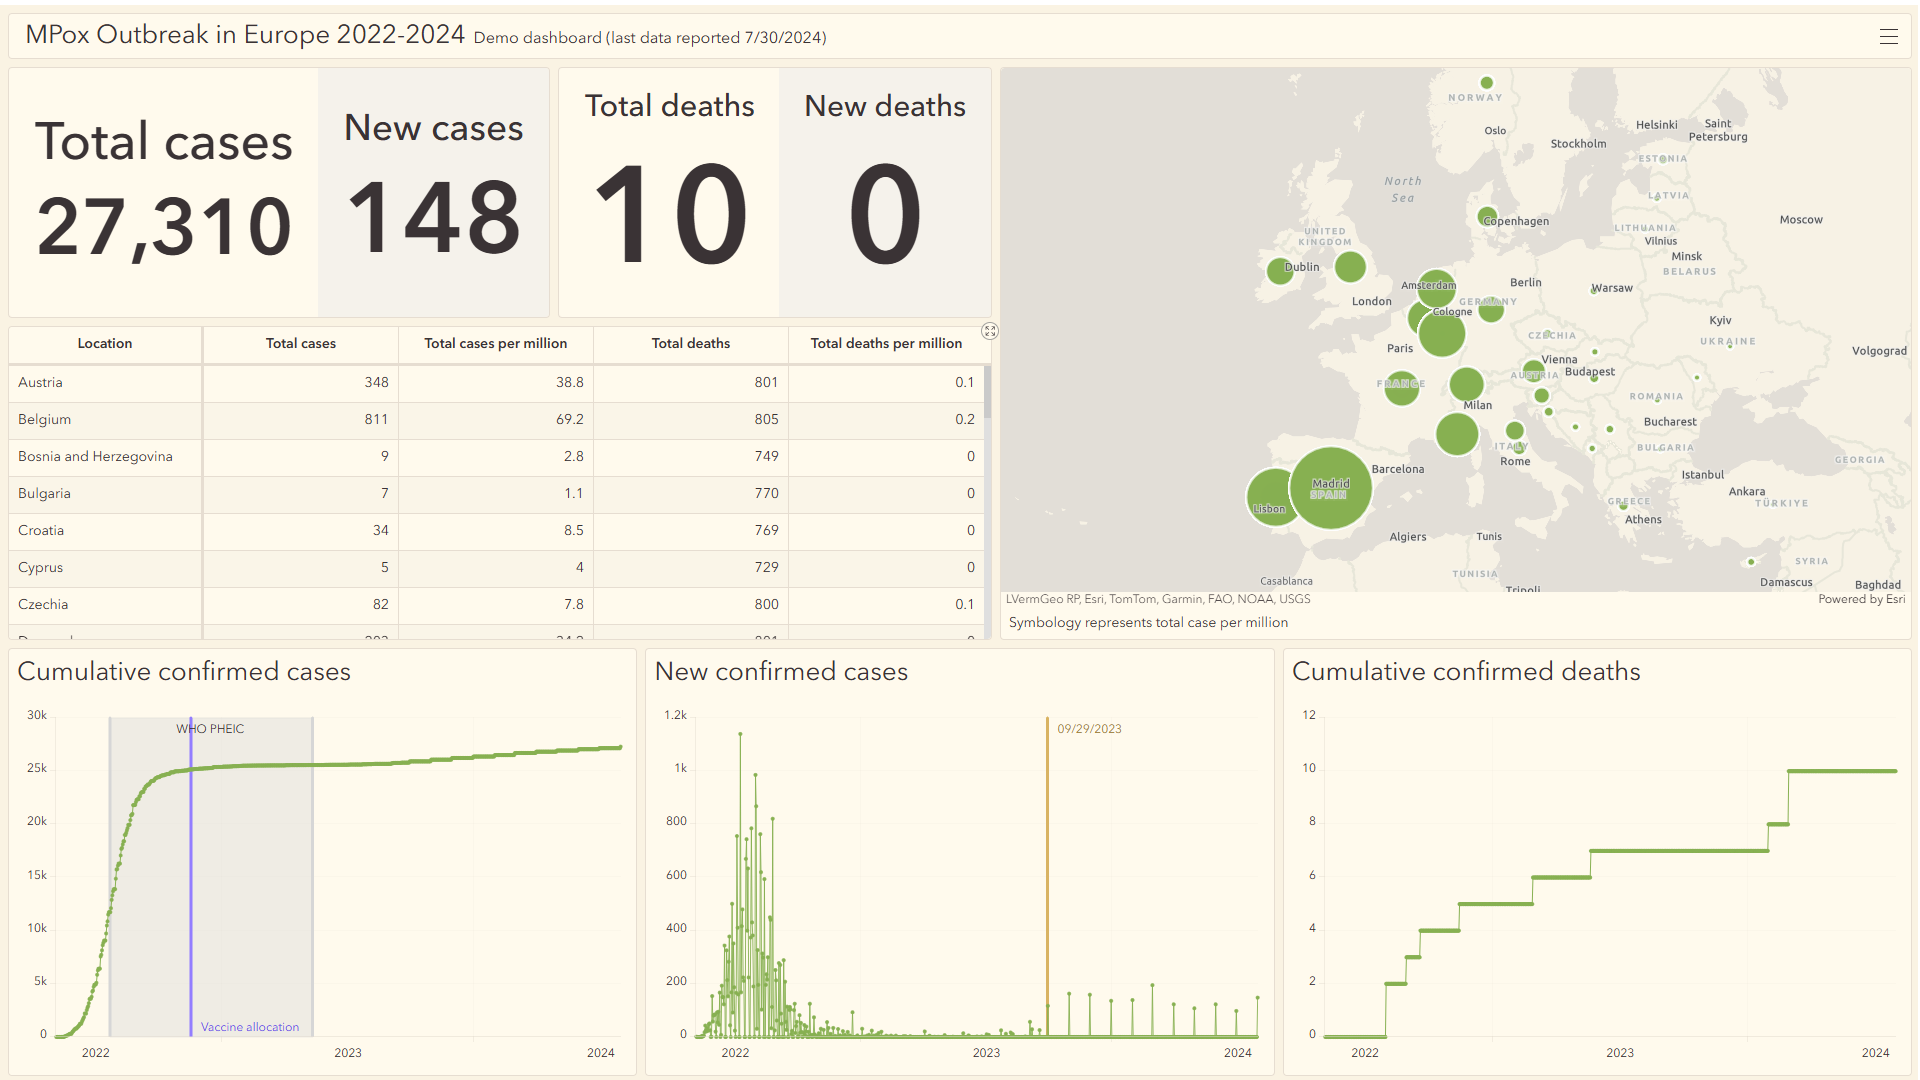 MPox Outbreak in Europe 2022-2024 Demo dashboard (last data reported 7/30/2024)
Total cases
27,310
New cases
148
Total deaths
10
New deaths
0
Location Total cases Total cases per million Total deaths Total deaths per million
Austria 348 38.8 801 0.1
Belgium 811 69.2 805 0.2
Bosnia and Herzegovina 9 2.8 749 0
Bulgaria 7 1.1 770 0
Croatia 34 8.5 769 0
Cyprus 5 4 729 0
Czechia 82 7.8 800 0.1
NORWAY
Oslo
Helsinki
Saint
Petersburg
Stockholm
ESTONIA
North
Sea
LATVIA
Moscow
Copenhagen
UNITED
KINGDOM
LITHUANIA
Vilnius
Minsk
BELARUS
Dublin
Amsterdam
Berlin
Warsaw
London
GERMANY
Cologne
Kyiv
CZECHIA
UKRAINE
Paris
Volgograd
Vienna
Budapest
AUSTRIA
FRANCE
ROMANIA
Milan
Bucharest
ITALY
BULGARIA
Rome
GEORGIA
Barcelona
Istanbul
Madrid
SPAIN
Ankara
TÜRKIYE
Lisbon
GREECE
Athens
Algiers
Tunis
SYRIA
TUNISIA
Casablanca
Damascus
Baghdad
Tripoli
LVermGeo RP, Esri, TomTom, Garmin, FAO, NOAA, USGS
Powered by Esri
Symbology represents total case per million
Cumulative confirmed cases
30k
25k
20k
15k
10k
5k
0
WHO PHEIC
Vaccine allocation
2022 2023 2024
New confirmed cases
1.2k
1k
800
600
400
200
0
09/29/2023
2022 2023 2024
Cumulative confirmed deaths
12
10
8
6
4
2
0
2022 2023 2024